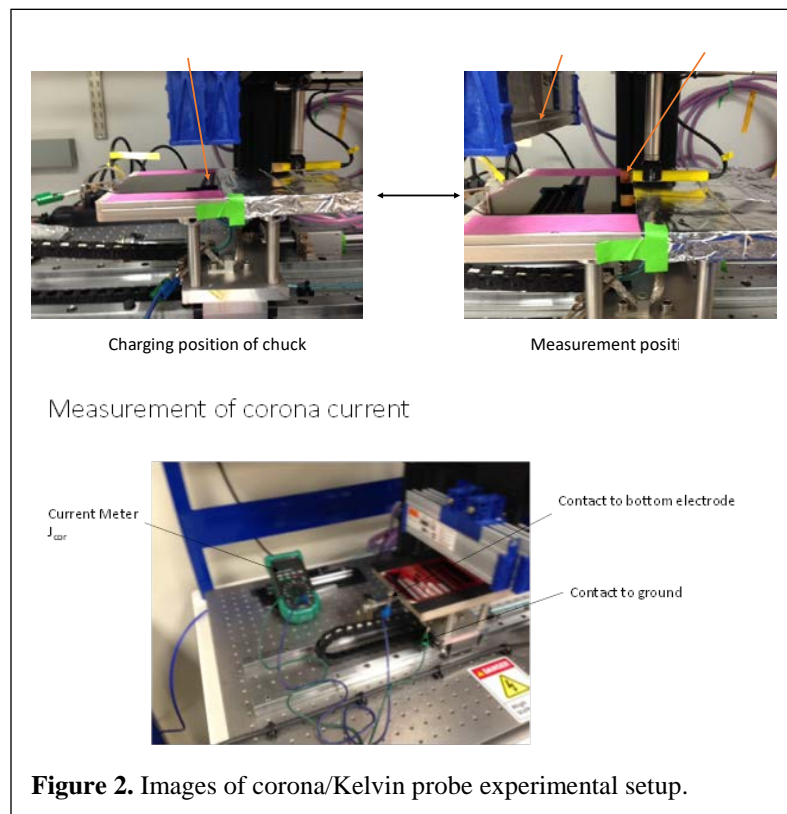 Charging position of chuck
Measurement positi
Measurement of corona current
Current Meter
Jcor
Contact to bottom electrode
Contact to ground
DANGER
Figure 2. Images of corona/Kelvin probe experimental setup.